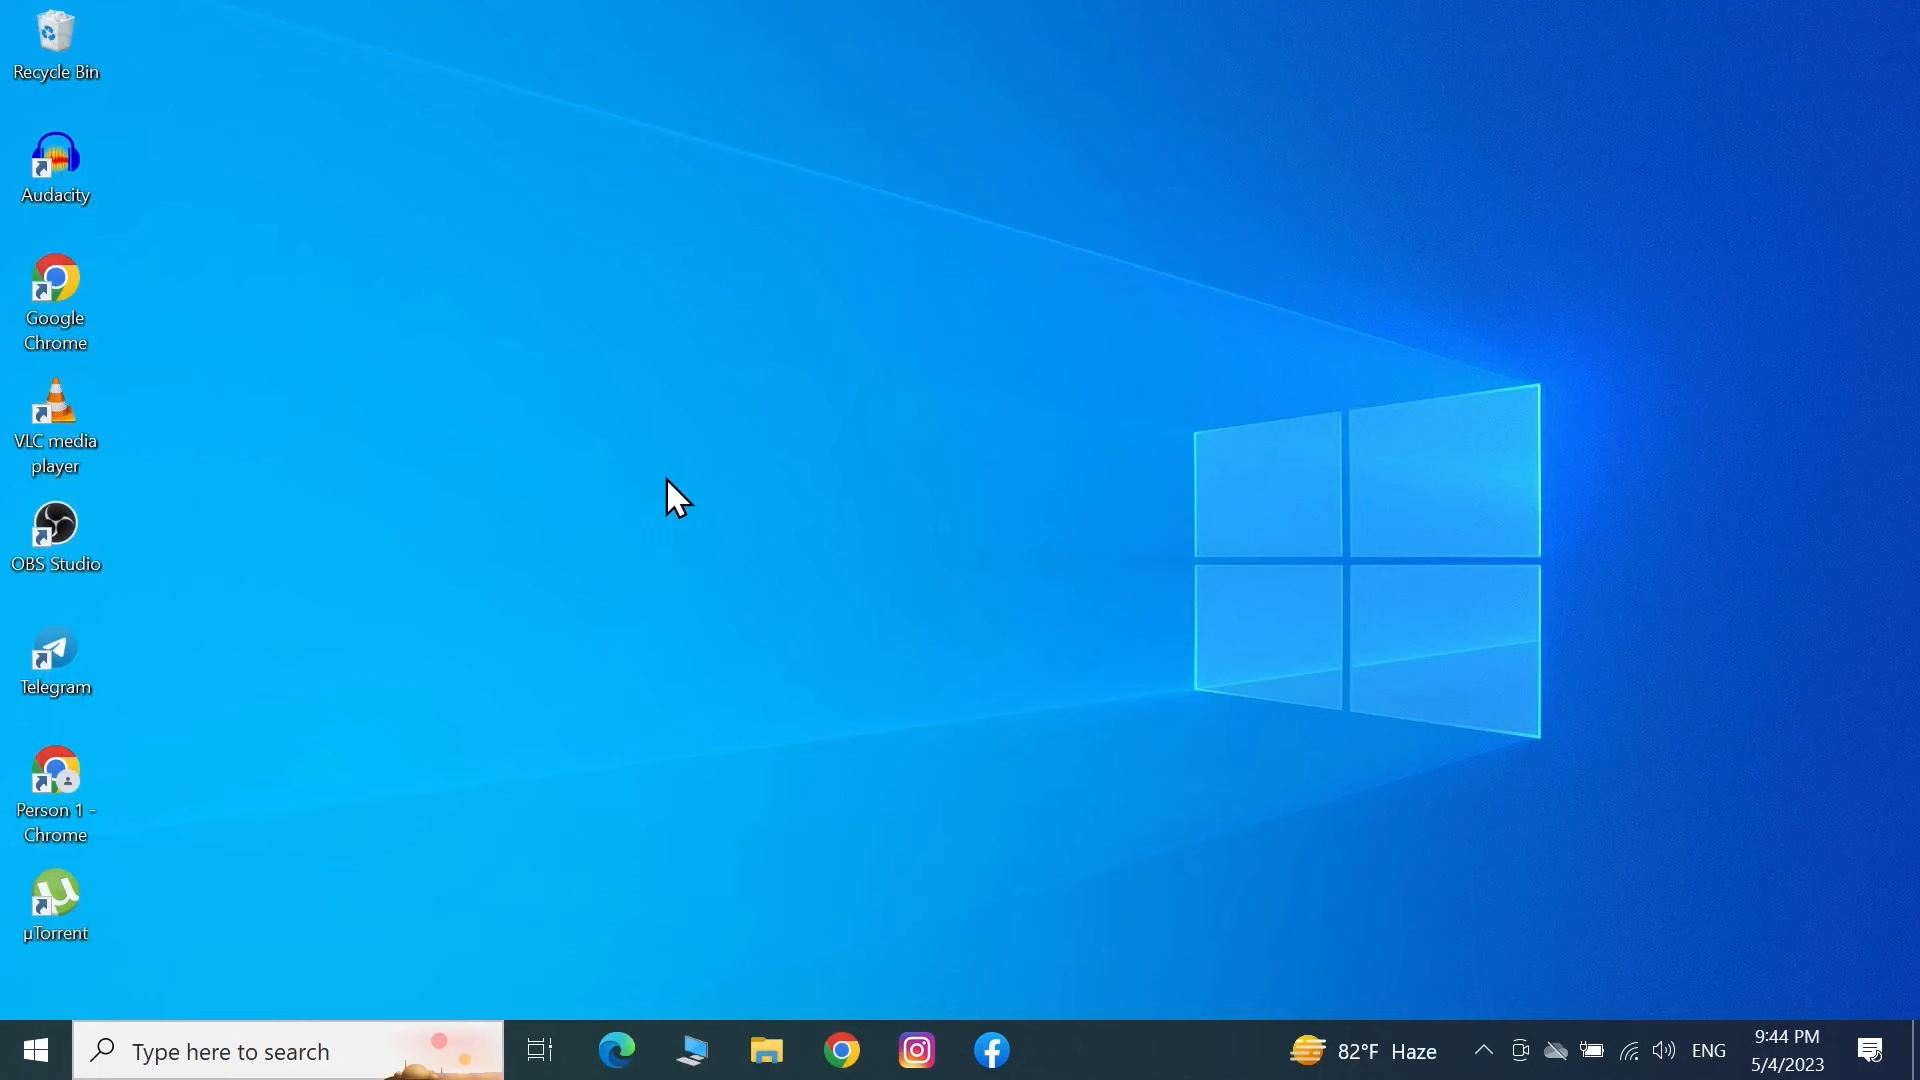 Recycle Bin
Audacity
Google
Chrome
VLC media
player
OBS Studio
Telegram
Person 1 -
Chrome
µTorrent
Type here to search
82°F Haze
ENG
9:44 PM
5/4/2023